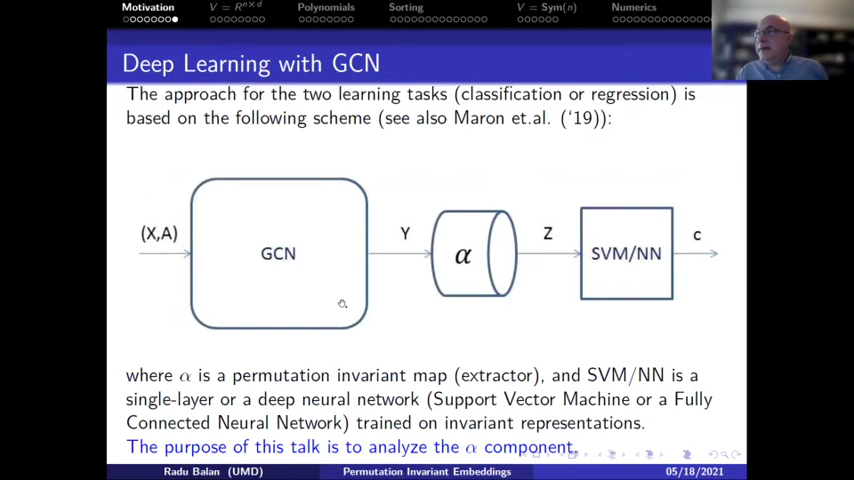 Motivation V = R^{n×d} Polynomials Sorting V = Sym(n) Numerics
Deep Learning with GCN
The approach for the two learning tasks (classification or regression) is
based on the following scheme (see also Maron et.al. (‘19)):
(X,A) GCN Y α Z SVM/NN c
where α is a permutation invariant map (extractor), and SVM/NN is a
single-layer or a deep neural network (Support Vector Machine or a Fully
Connected Neural Network) trained on invariant representations.
The purpose of this talk is to analyze the α component.
Radu Balan (UMD) Permutation Invariant Embeddings 05/18/2021